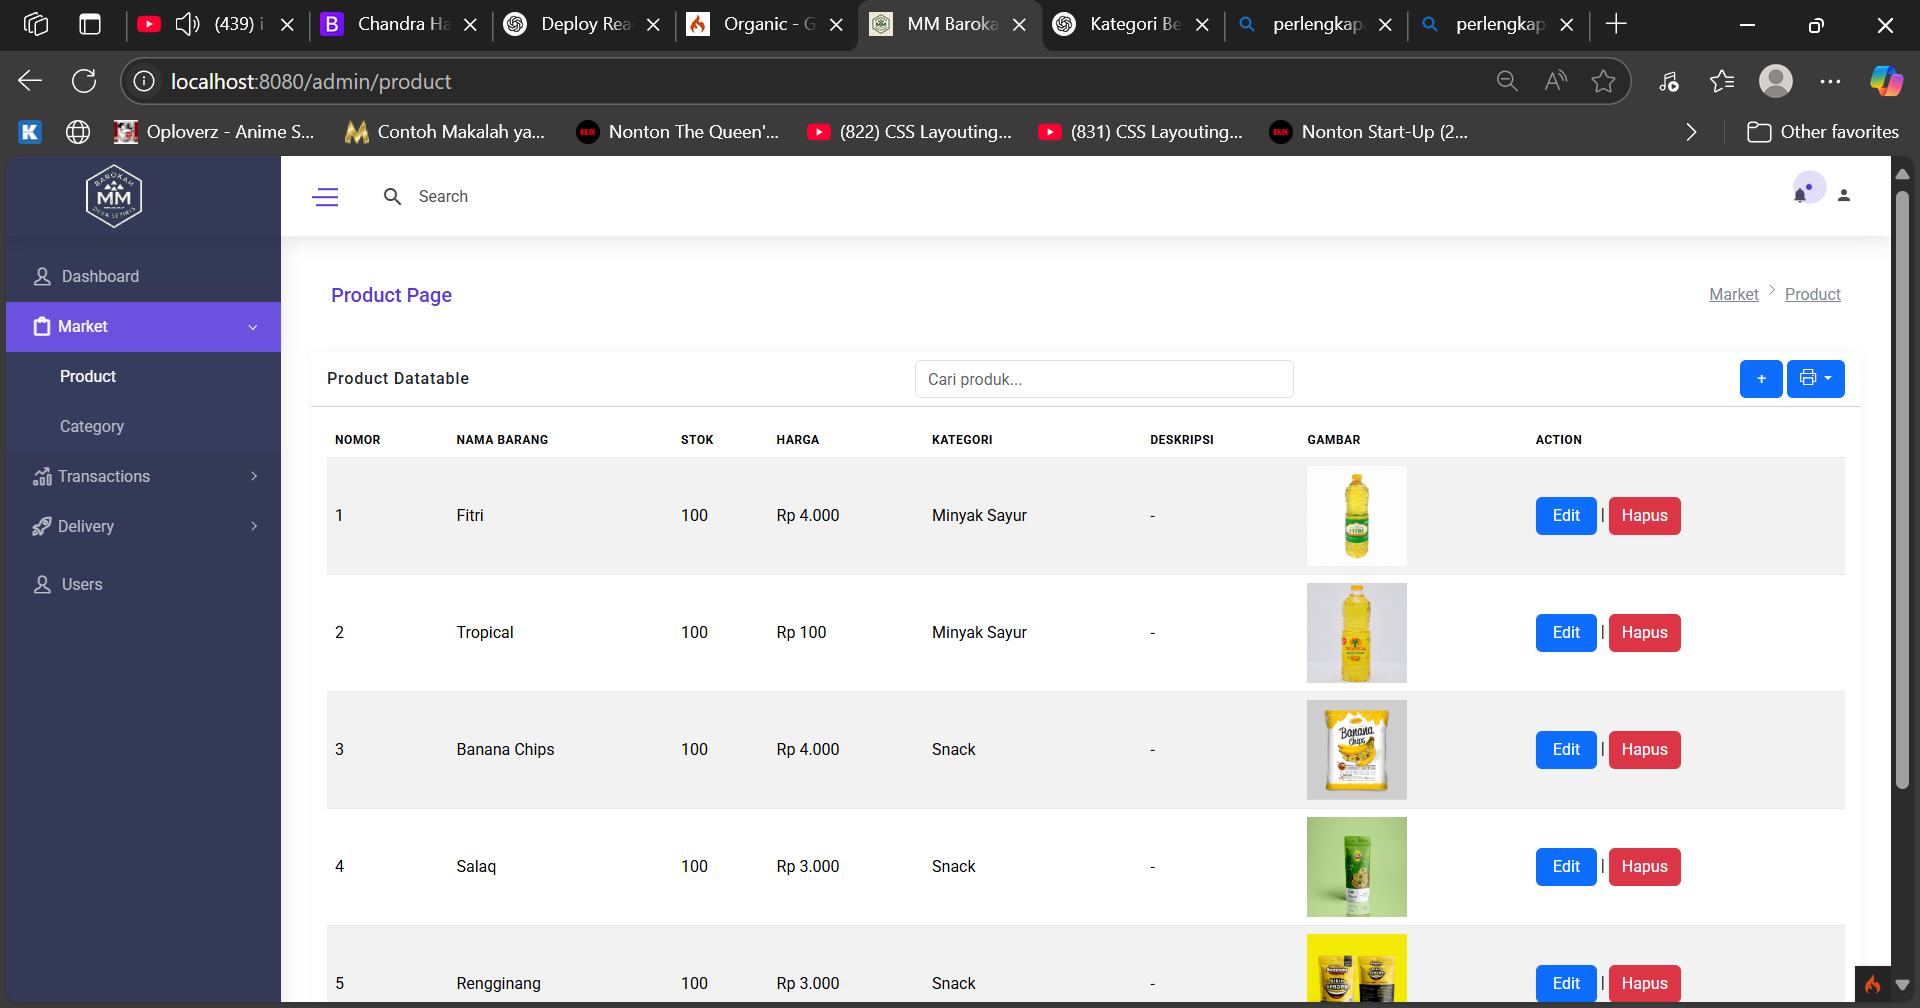 (439) i
Chandra Ha
Deploy Rea
Organic - G
MM Baroka
Kategori Be
perlengkap
perlengkap
localhost:8080/admin/product
Oploverz - Anime S...
Contoh Makalah ya...
Nonton The Queen'...
(822) CSS Layouting...
(831) CSS Layouting...
Nonton Start-Up (2...
Other favorites
BAROKAH
MM
DESA SETIRIS
Search
Dashboard
Market
Product
Category
Transactions
Delivery
Users
Product Page
Market > Product
Product Datatable
Cari produk...
+
NOMOR NAMA BARANG STOK HARGA KATEGORI DESKRIPSI GAMBAR ACTION
1 Fitri 100 Rp 4.000 Minyak Sayur - Edit | Hapus
2 Tropical 100 Rp 100 Minyak Sayur - Edit | Hapus
3 Banana Chips 100 Rp 4.000 Snack - Edit | Hapus
Banana
Chips
4 Salaq 100 Rp 3.000 Snack - Edit | Hapus
5 Rengginang 100 Rp 3.000 Snack - Edit | Hapus